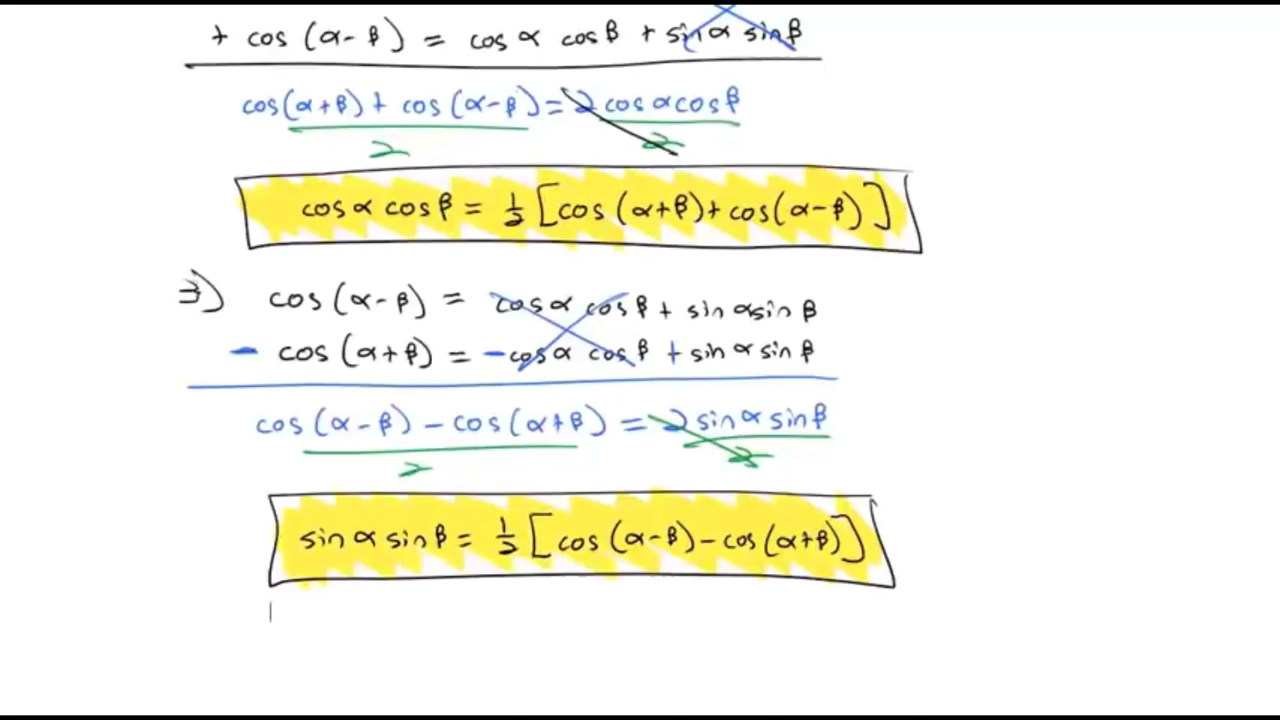 + cos (α-β) = cos α cos β + sin α sin β
cos(α+β) + cos (α-β) = 2 cos α cos β
2 2
cos α cos β = 1/2 [cos (α+β) + cos(α-β)]
3) cos (α-β) = cos α cos β + sin α sin β
- cos (α+β) = - cos α cos β + sin α sin β
cos (α-β) - cos (α+β) = 2 sin α sin β
2 2
sin α sin β = 1/2 [cos (α-β) - cos (α+β)]